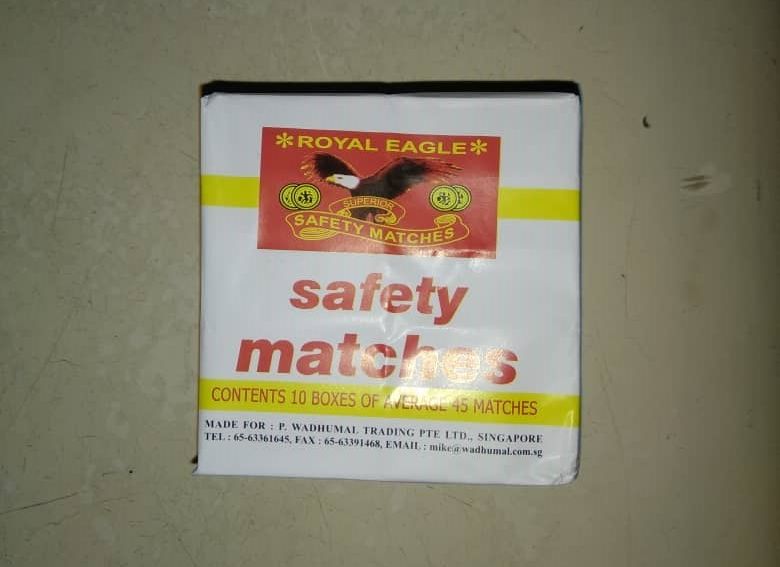 *ROYAL EAGLE*
SUPERIOR
SAFETY MATCHES
safety
matches
CONTENTS 10 BOXES OF AVERAGE 45 MATCHES
MADE FOR : P. WADHUMAL TRADING PTE LTD., SINGAPORE
TEL : 65-63361645, FAX : 65-63391468, EMAIL : mike@wadhumal.com.sg